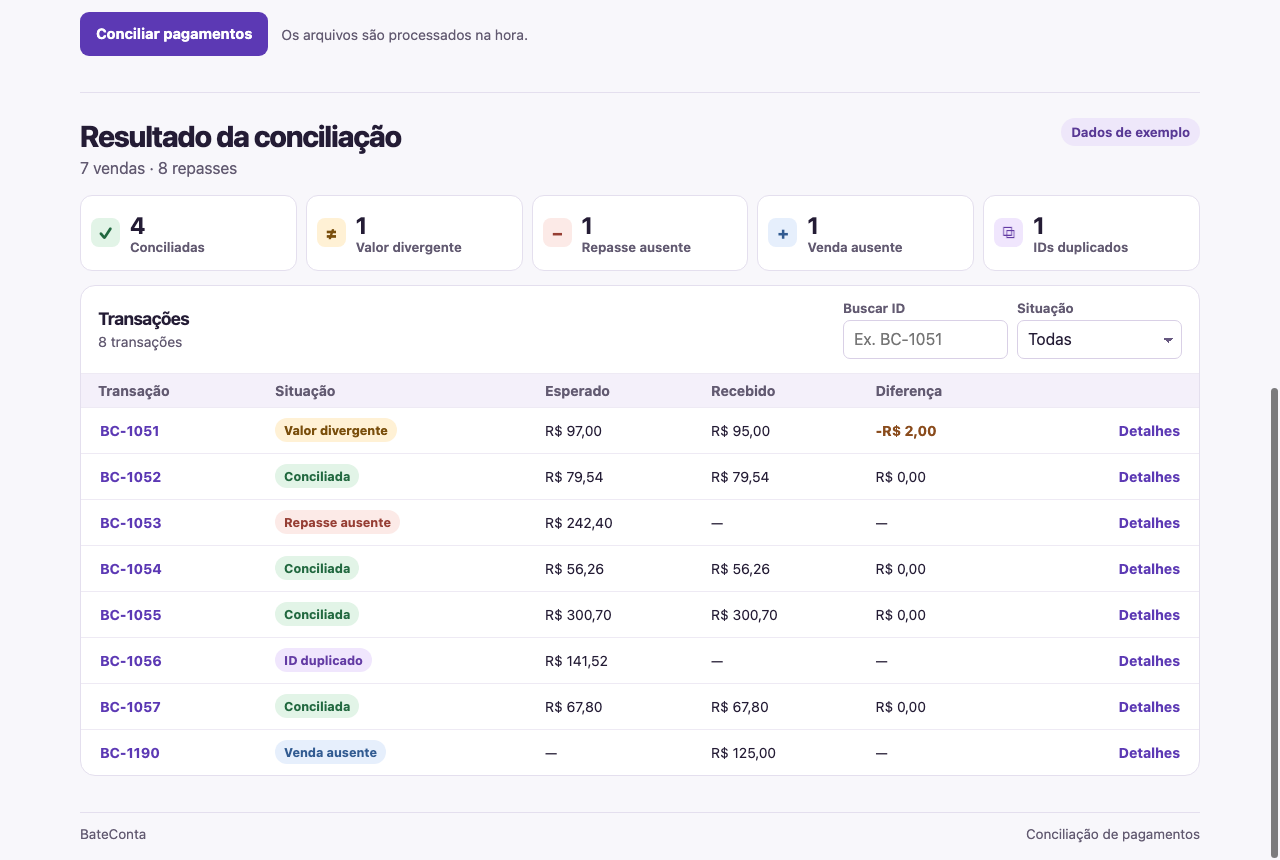 Conciliar pagamentos Os arquivos são processados na hora.
Resultado da conciliação Dados de exemplo
7 vendas · 8 repasses
4 1 1 1 1
Conciliadas Valor divergente Repasse ausente Venda ausente IDs duplicados
Transações Buscar ID Situação
8 transações Ex. BC-1051 Todas
Transação Situação Esperado Recebido Diferença
BC-1051 Valor divergente R$ 97,00 R$ 95,00 -R$ 2,00 Detalhes
BC-1052 Conciliada R$ 79,54 R$ 79,54 R$ 0,00 Detalhes
BC-1053 Repasse ausente R$ 242,40 — — Detalhes
BC-1054 Conciliada R$ 56,26 R$ 56,26 R$ 0,00 Detalhes
BC-1055 Conciliada R$ 300,70 R$ 300,70 R$ 0,00 Detalhes
BC-1056 ID duplicado R$ 141,52 — — Detalhes
BC-1057 Conciliada R$ 67,80 R$ 67,80 R$ 0,00 Detalhes
BC-1190 Venda ausente — R$ 125,00 — Detalhes
BateConta Conciliação de pagamentos